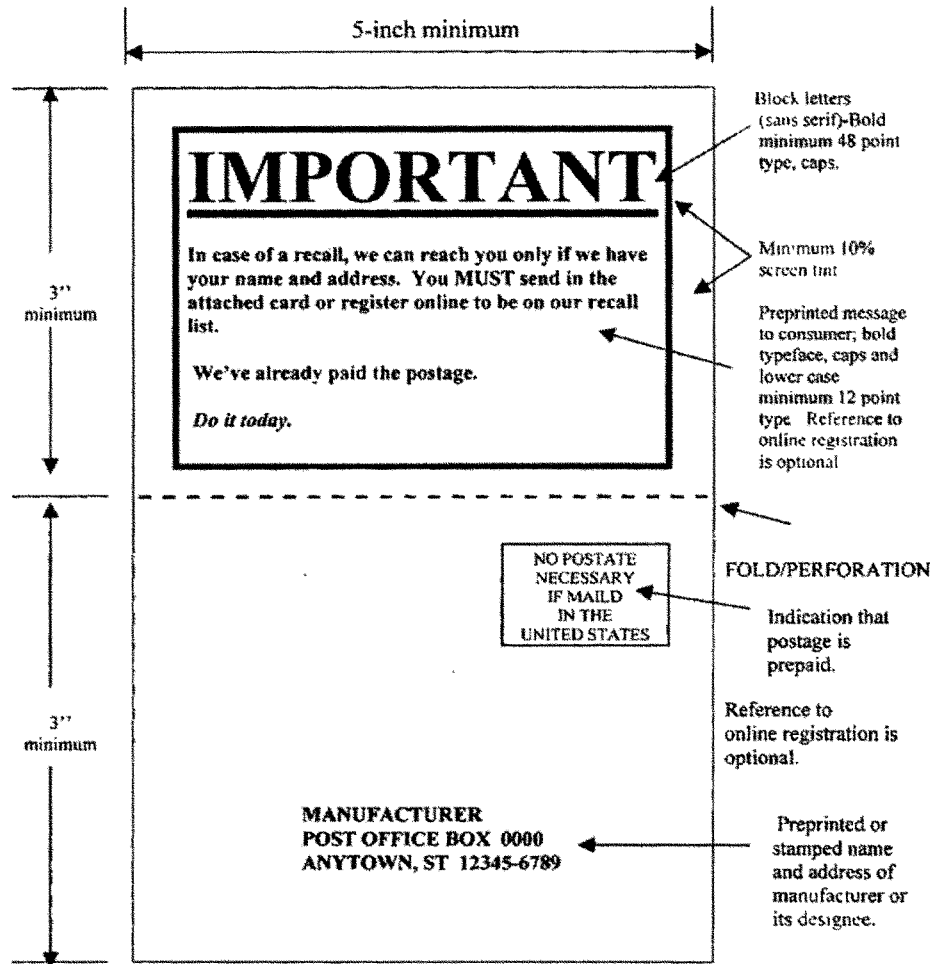 5-inch minimum
Block letters
(sans serif)-Bold
minimum 48 point
type, caps.
IMPORTANT
In case of a recall, we can reach you only if we have
your name and address. You MUST send in the
attached card or register online to be on our recall
list.
We've already paid the postage.
Do it today.
3''
minimum
Minimum 10%
screen tint
Preprinted message
to consumer; bold
typeface, caps and
lower case
minimum 12 point
type Reference to
online registration
is optional
NO POSTATE
NECESSARY
IF MAILD
IN THE
UNITED STATES
FOLD/PERFORATION
Indication that
postage is
prepaid.
3''
minimum
Reference to
online registration is
optional.
MANUFACTURER
POST OFFICE BOX 0000
ANYTOWN, ST 12345-6789
Preprinted or
stamped name
and address of
manufacturer or
its designee.